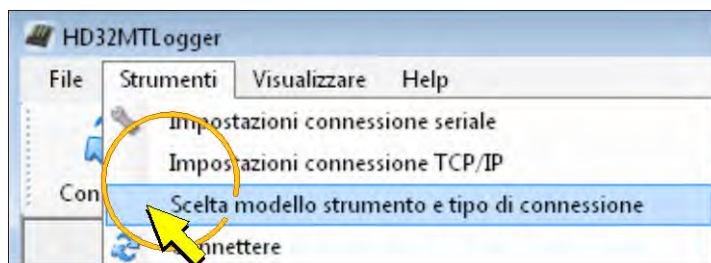 HD32MTLogger
File Strumenti Visualizzare Help
Impostazioni connessione seriale
Impostazioni connessione TCP/IP
Con
Scelta modello strumento e tipo di connessione
nnettere